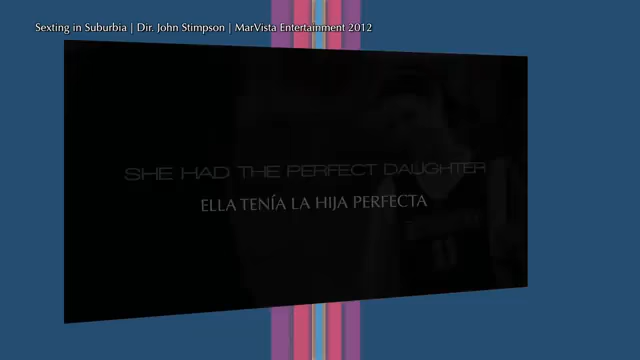 Sexting in Suburbia | Dir. John Stimpson | MarVista Entertainment 2012
SHE HAD THE PERFECT DAUGHTER
ELLA TENÍA LA HIJA PERFECTA